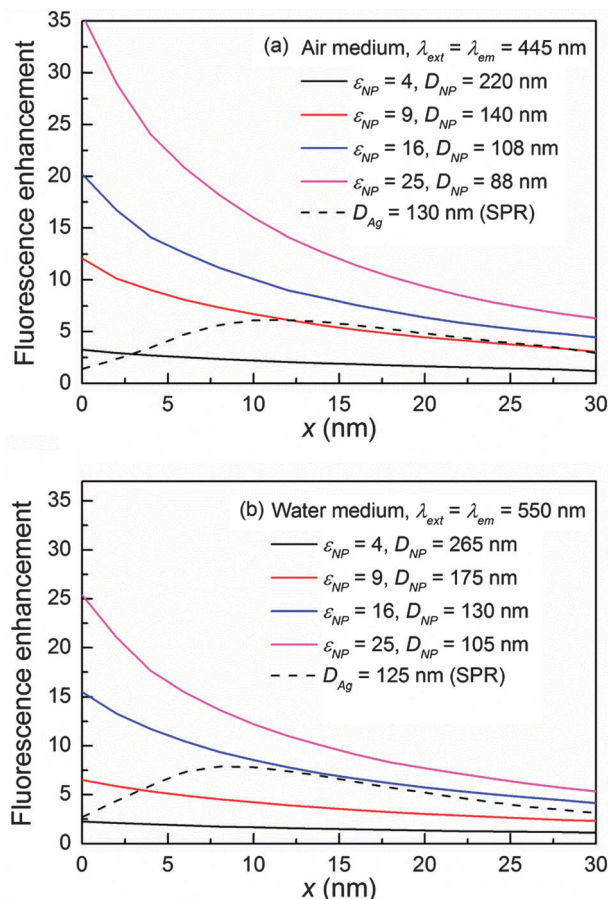 35
30
25
20
15
10
5
0
Fluorescence enhancement
(a) Air medium, λext = λem = 445 nm
εNP = 4, DNP = 220 nm
εNP = 9, DNP = 140 nm
εNP = 16, DNP = 108 nm
εNP = 25, DNP = 88 nm
DAg = 130 nm (SPR)
0 5 10 15 20 25 30
x (nm)
35
30
25
20
15
10
5
0
Fluorescence enhancement
(b) Water medium, λext = λem = 550 nm
εNP = 4, DNP = 265 nm
εNP = 9, DNP = 175 nm
εNP = 16, DNP = 130 nm
εNP = 25, DNP = 105 nm
DAg = 125 nm (SPR)
0 5 10 15 20 25 30
x (nm)